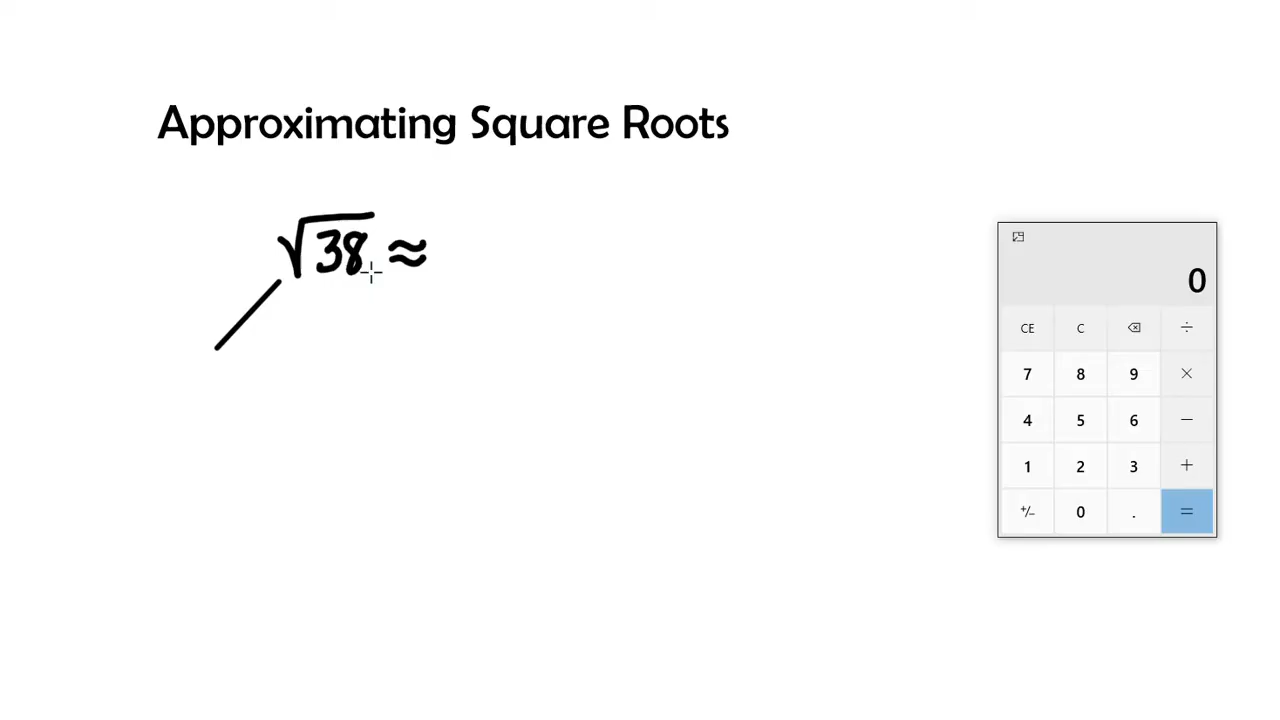 Approximating Square Roots
√38 ≈
0
CE C ⌫ ÷
7 8 9 ×
4 5 6 −
1 2 3 +
+/− 0 . =